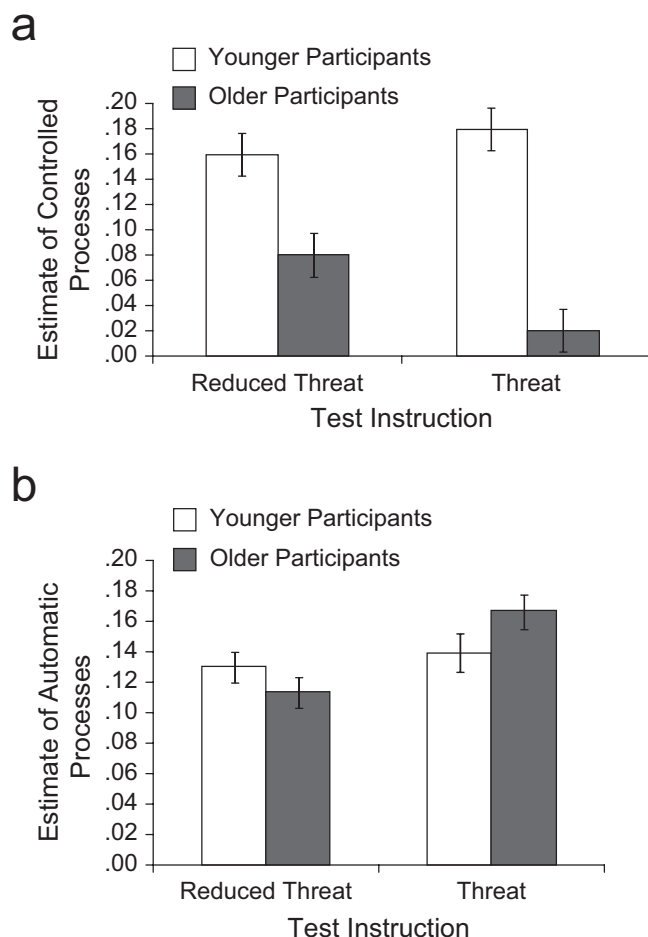 a
Younger Participants
Older Participants
Estimate of Controlled
Processes
.20
.18
.16
.14
.12
.10
.08
.06
.04
.02
.00
Reduced Threat
Threat
Test Instruction
b
Younger Participants
Older Participants
Estimate of Automatic
Processes
.20
.18
.16
.14
.12
.10
.08
.06
.04
.02
.00
Reduced Threat
Threat
Test Instruction